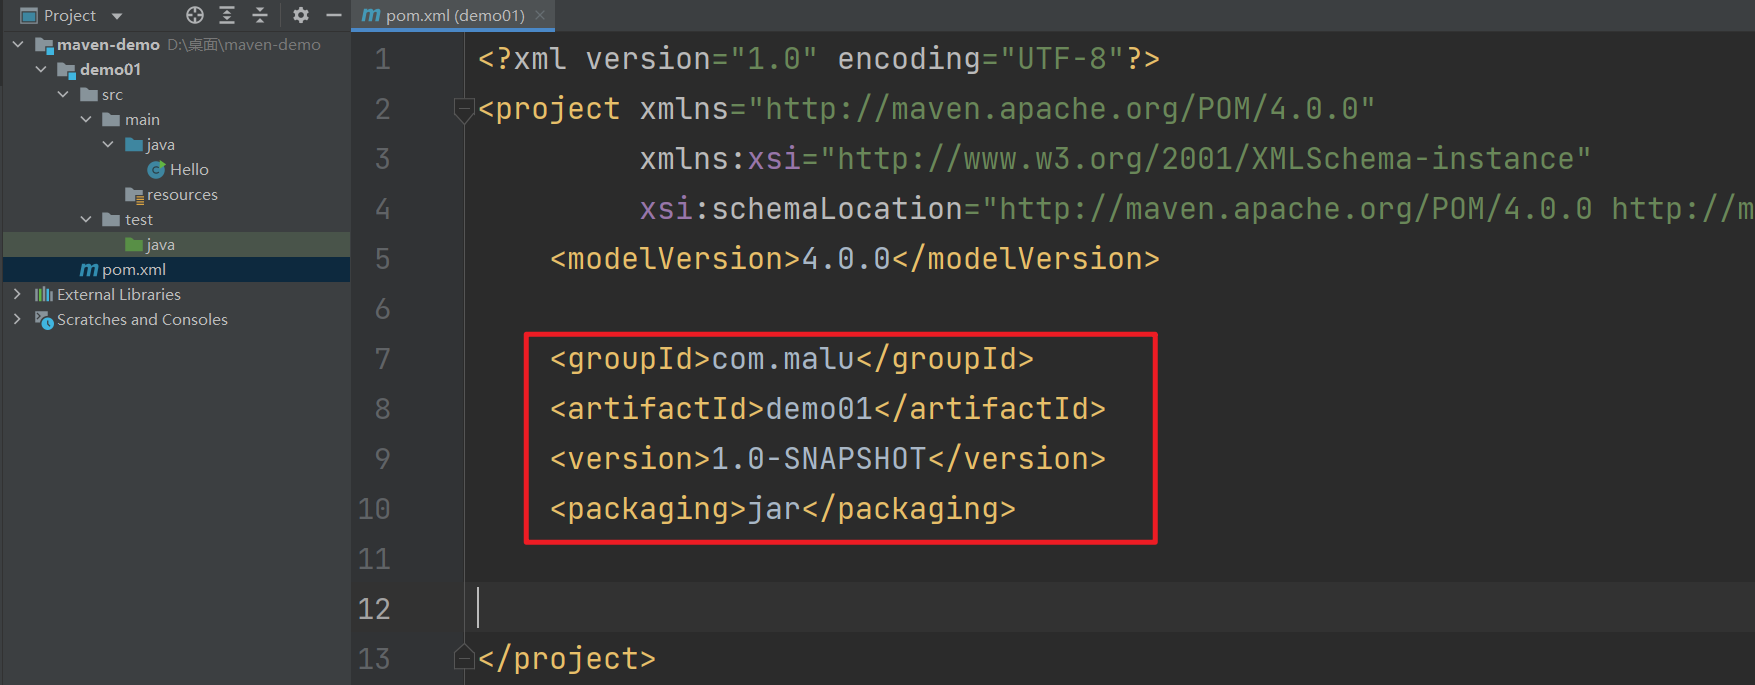 Project
maven-demo D:\桌面\maven-demo
demo01
src
main
java
Hello
resources
test
java
pom.xml
External Libraries
Scratches and Consoles
pom.xml (demo01)
1 <?xml version="1.0" encoding="UTF-8"?>
2 <project xmlns="http://maven.apache.org/POM/4.0.0"
3 xmlns:xsi="http://www.w3.org/2001/XMLSchema-instance"
4 xsi:schemaLocation="http://maven.apache.org/POM/4.0.0 http://m
5 <modelVersion>4.0.0</modelVersion>
6
7 <groupId>com.malu</groupId>
8 <artifactId>demo01</artifactId>
9 <version>1.0-SNAPSHOT</version>
10 <packaging>jar</packaging>
11
12
13 </project>